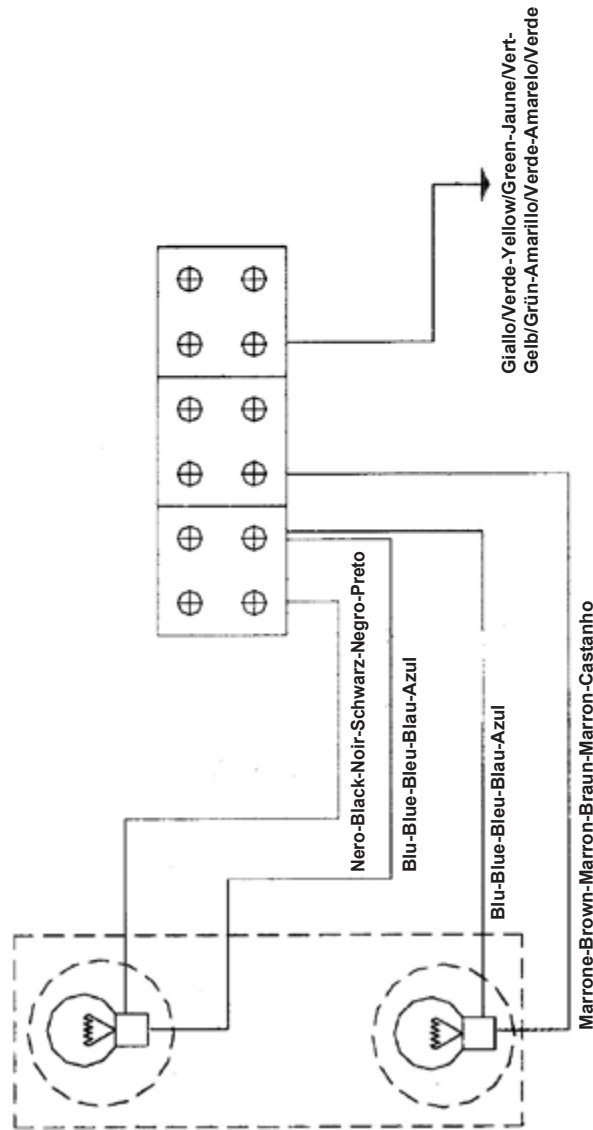 Giallo/Verde-Yellow/Green-Jaune/Vert-
Gelb/Grün-Amarillo/Verde-Amarelo/Verde
Nero-Black-Noir-Schwarz-Negro-Preto
Blu-Blue-Bleu-Blau-Azul
Blu-Blue-Bleu-Blau-Azul
Marrone-Brown-Marron-Braun-Marron-Castanho